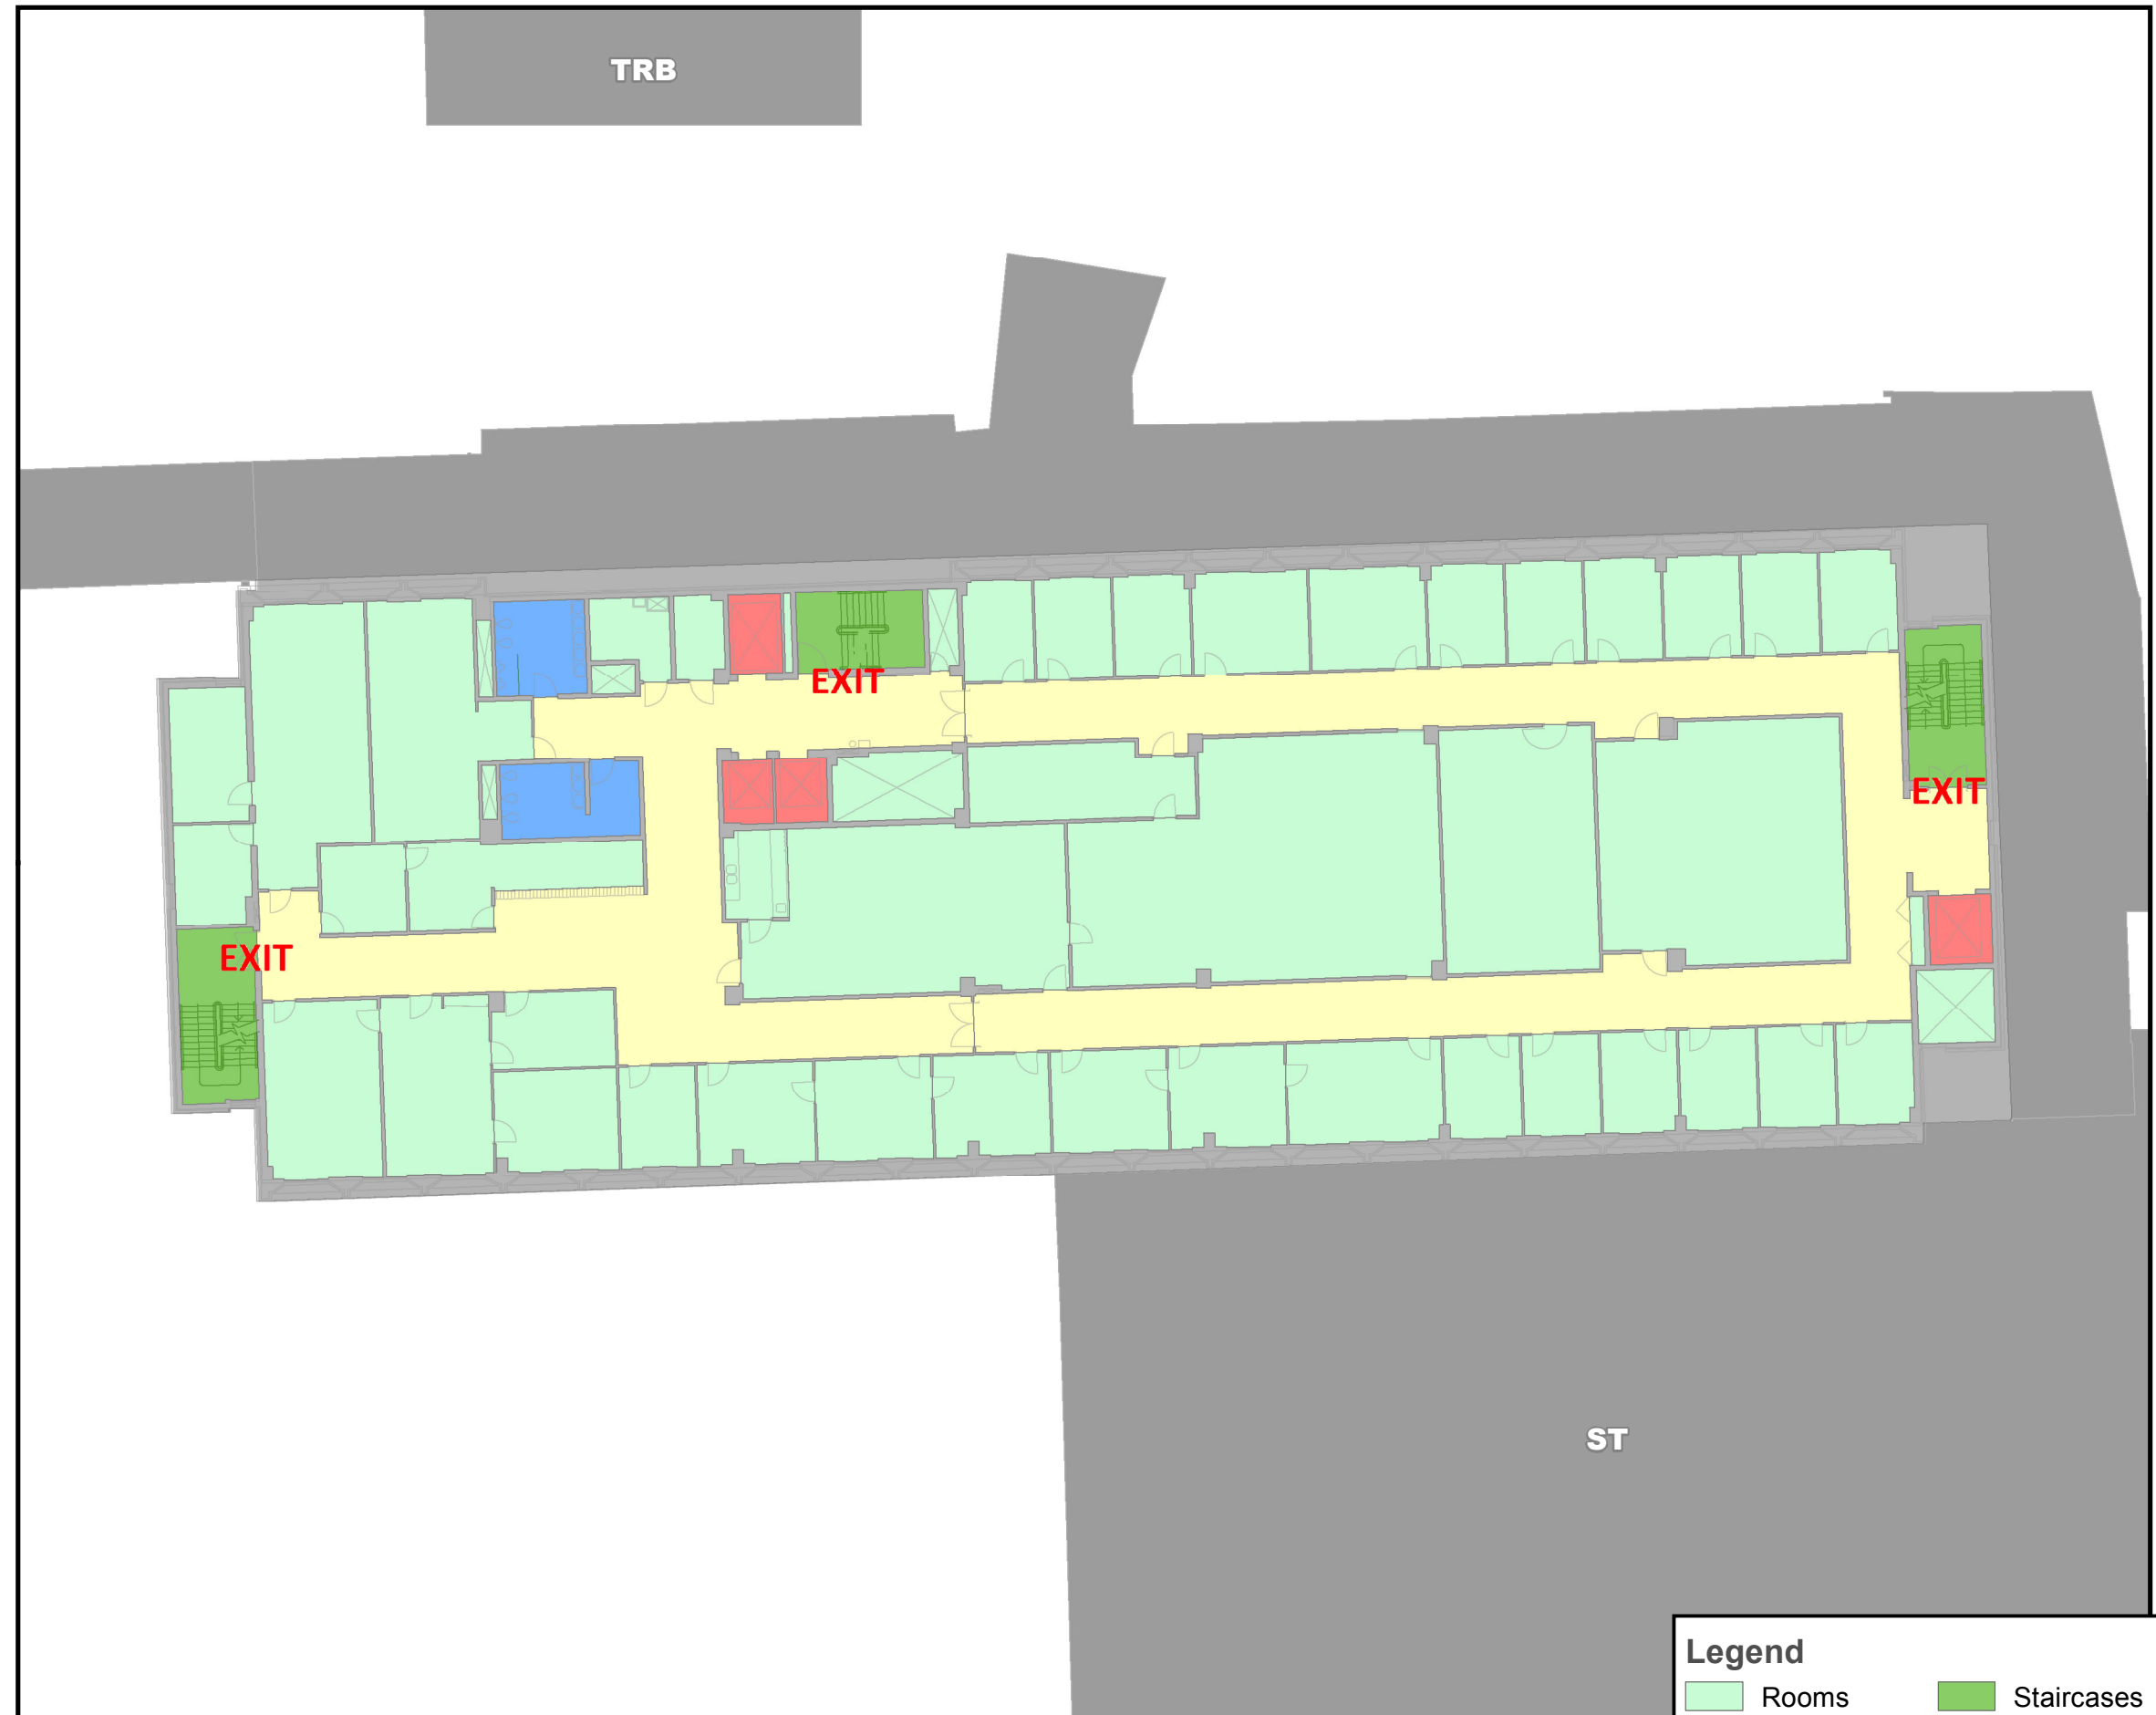 TRB
EXIT
EXIT
EXIT
ST
Legend
Rooms
Staircases